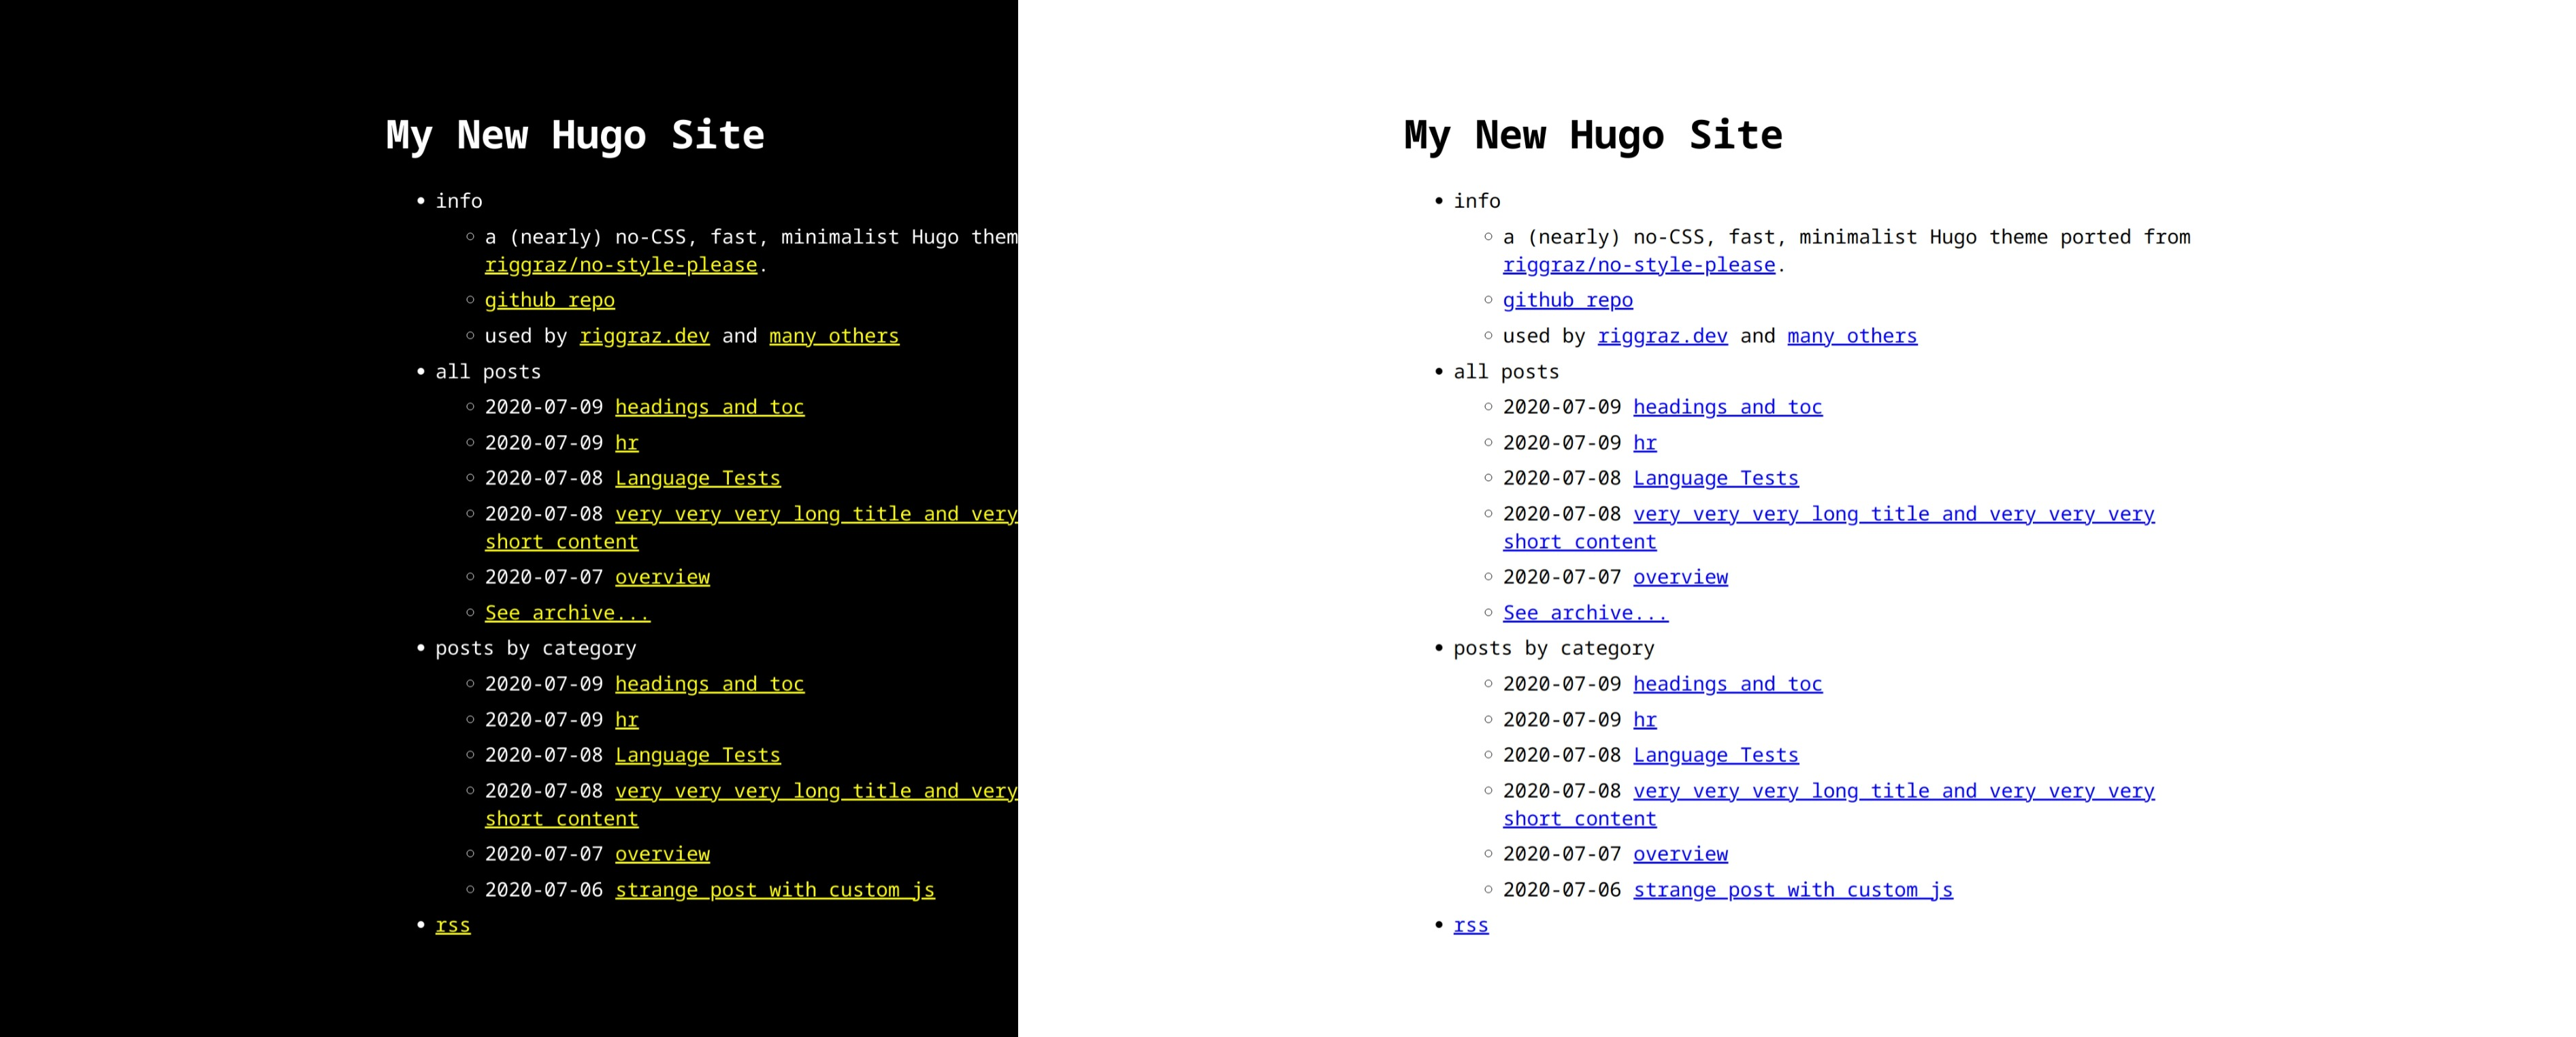 My New Hugo Site
info
a (nearly) no-CSS, fast, minimalist Hugo them
riggraz/no-style-please.
github repo
used by riggraz.dev and many others
all posts
2020-07-09 headings and toc
2020-07-09 hr
2020-07-08 Language Tests
2020-07-08 very very very long title and very
short content
2020-07-07 overview
See archive...
posts by category
2020-07-09 headings and toc
2020-07-09 hr
2020-07-08 Language Tests
2020-07-08 very very very long title and very
short content
2020-07-07 overview
2020-07-06 strange post with custom js
rss
My New Hugo Site
info
a (nearly) no-CSS, fast, minimalist Hugo theme ported from
riggraz/no-style-please.
github repo
used by riggraz.dev and many others
all posts
2020-07-09 headings and toc
2020-07-09 hr
2020-07-08 Language Tests
2020-07-08 very very very long title and very very very
short content
2020-07-07 overview
See archive...
posts by category
2020-07-09 headings and toc
2020-07-09 hr
2020-07-08 Language Tests
2020-07-08 very very very long title and very very very
short content
2020-07-07 overview
2020-07-06 strange post with custom js
rss